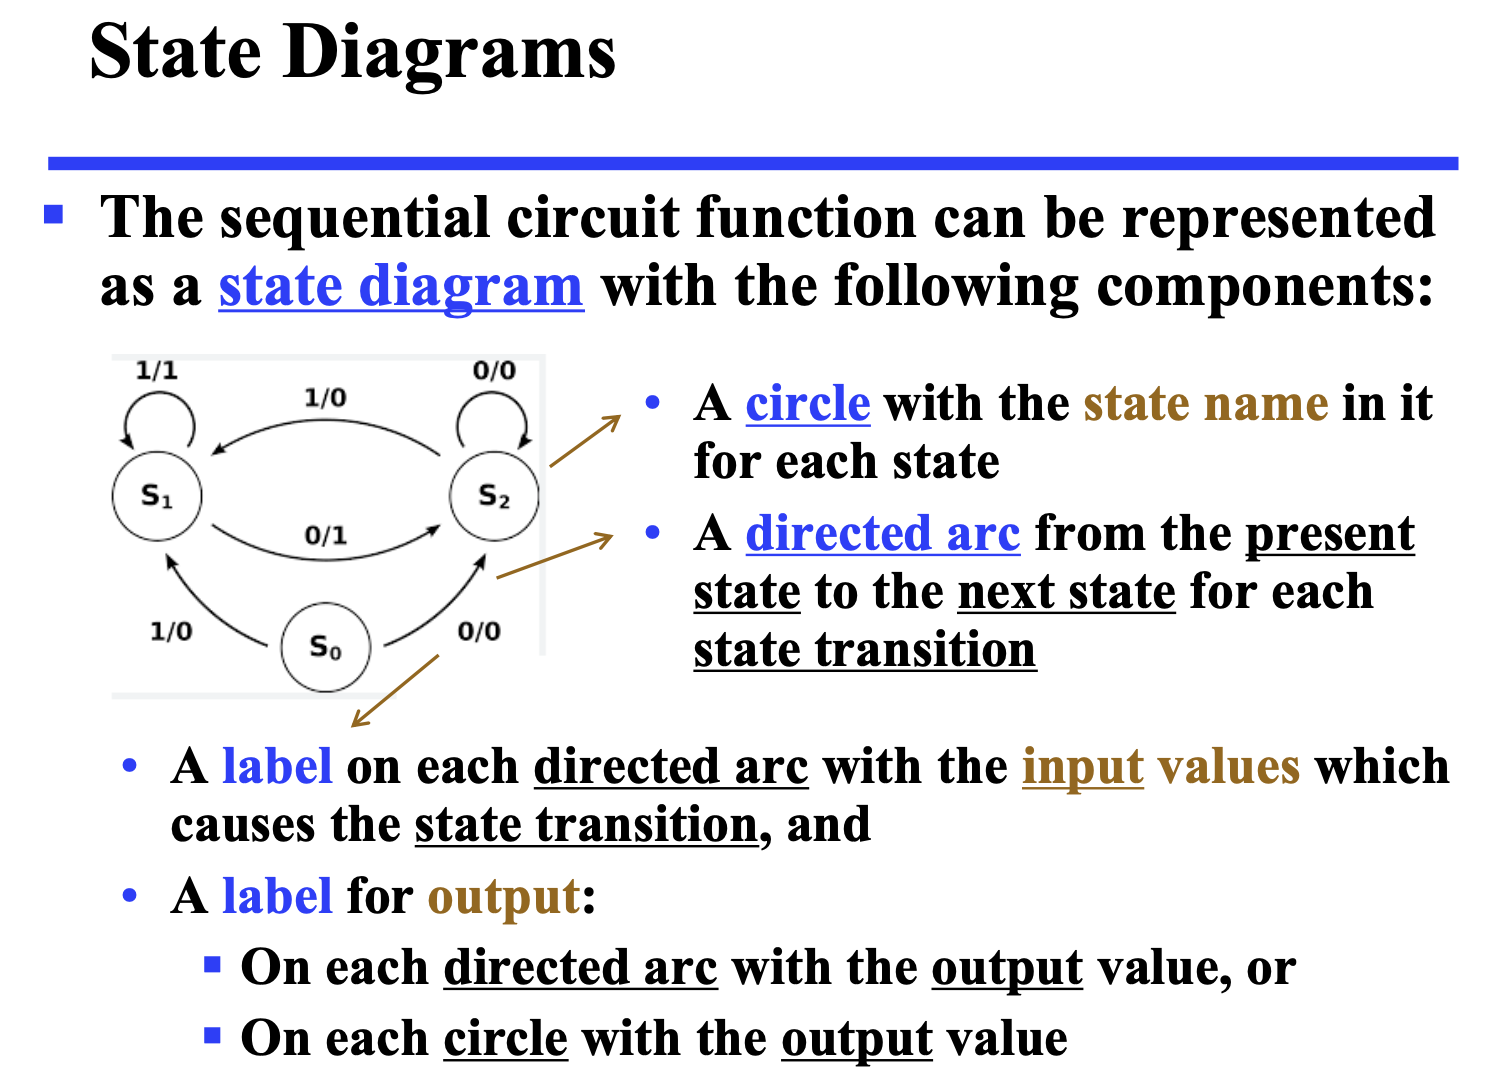 State Diagrams
▪ The sequential circuit function can be represented
as a state diagram with the following components:
1/1
0/0
1/0
S₁
S₂
0/1
1/0
S₀
0/0
• A circle with the state name in it
for each state
• A directed arc from the present
state to the next state for each
state transition
• A label on each directed arc with the input values which
causes the state transition, and
• A label for output:
▪ On each directed arc with the output value, or
▪ On each circle with the output value